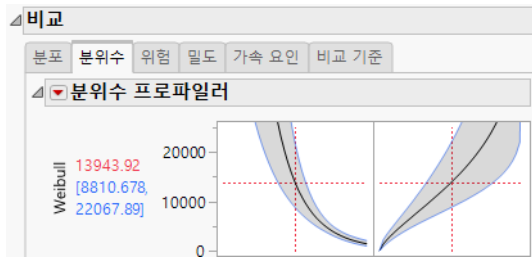 비교
분포 분위수 위험 밀도 가속 요인 비교 기준
분위수 프로파일러
Weibull
13943.92
[8810.678,
22067.89]
20000
10000
0